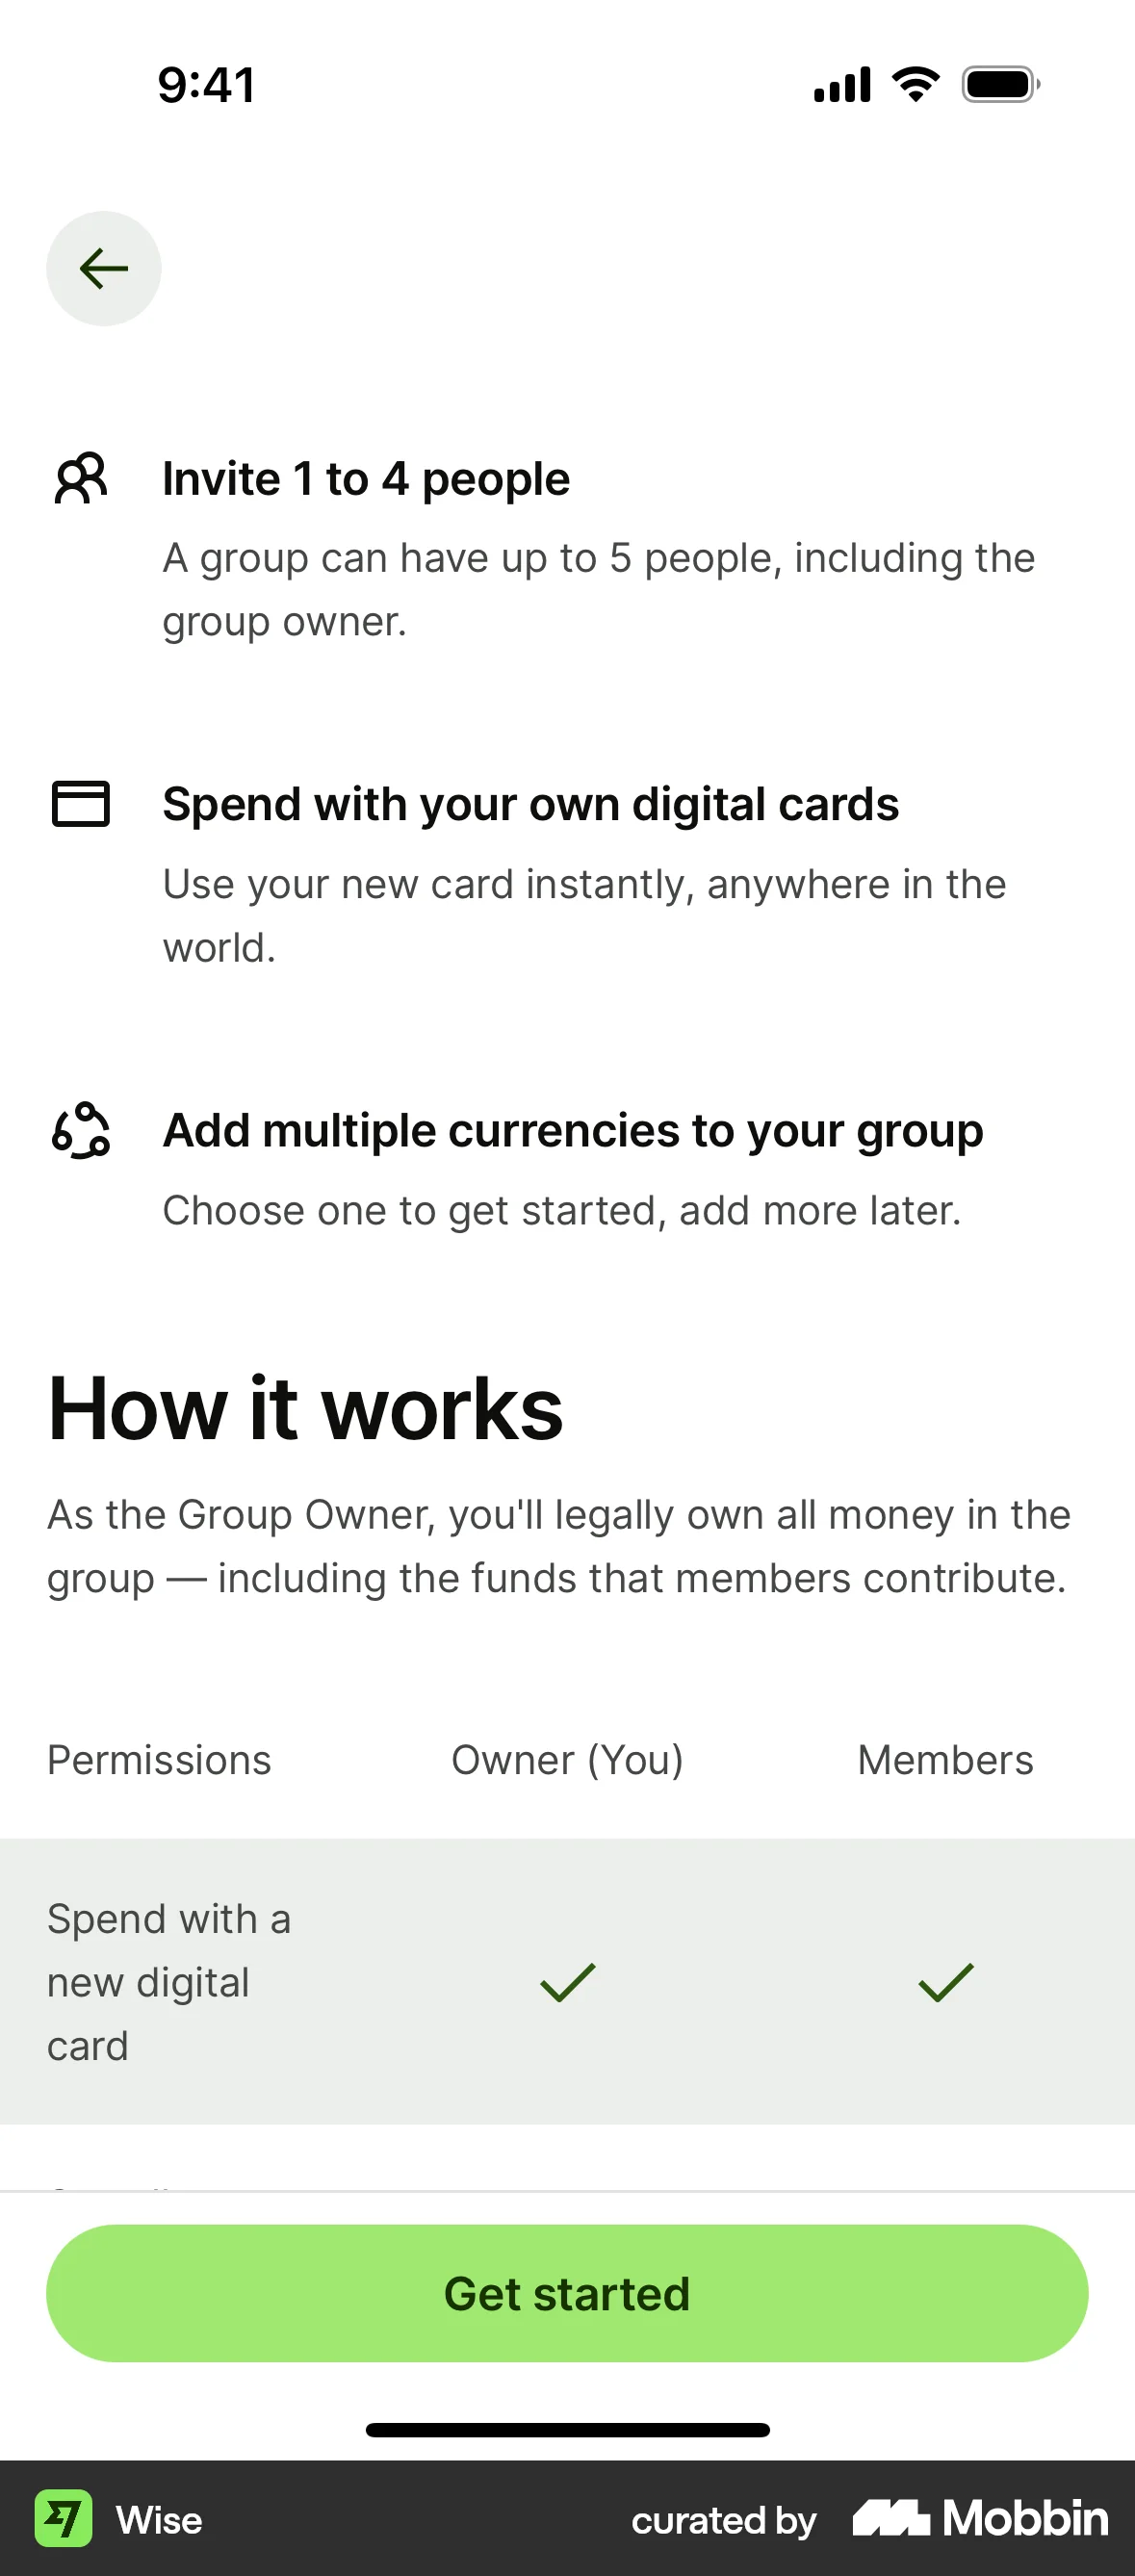 9:41
Invite 1 to 4 people
A group can have up to 5 people, including the
group owner.
Spend with your own digital cards
Use your new card instantly, anywhere in the
world.
Add multiple currencies to your group
Choose one to get started, add more later.
How it works
As the Group Owner, you'll legally own all money in the
group — including the funds that members contribute.
Permissions Owner (You) Members
Spend with a
new digital
card
Get started
Wise curated by Mobbin